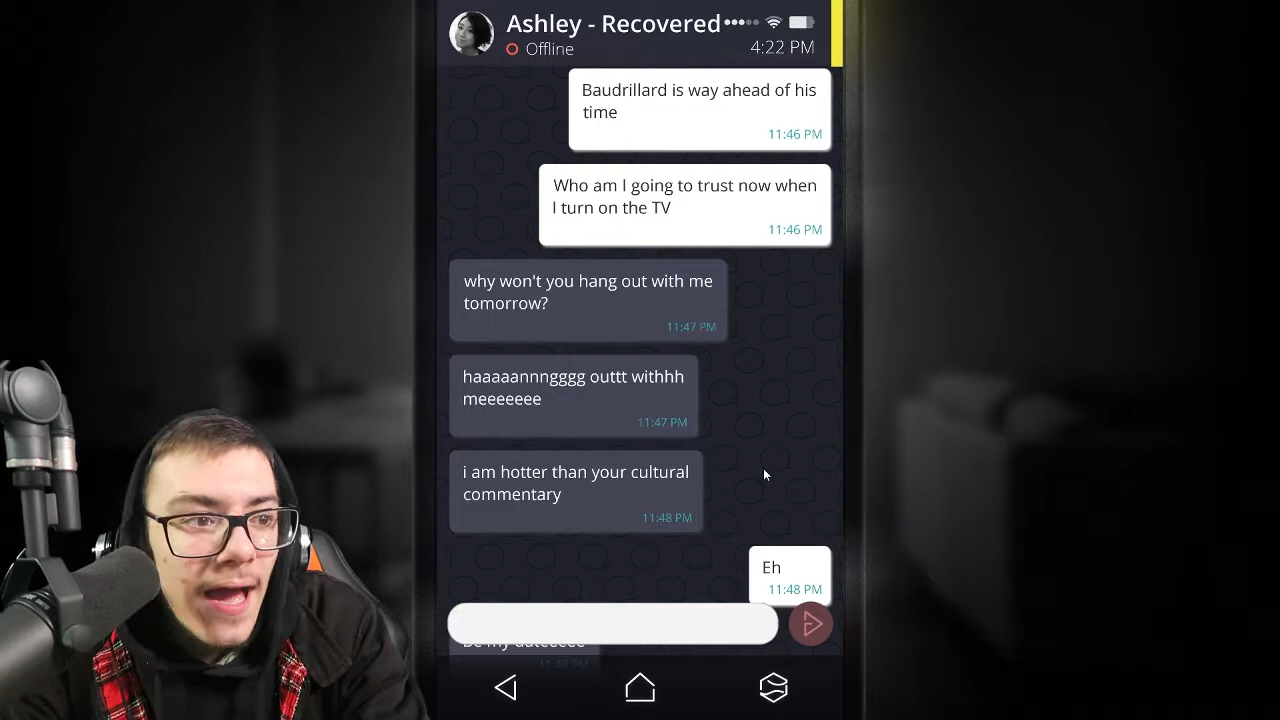 Ashley - Recovered
Offline
4:22 PM
Baudrillard is way ahead of his
time
11:46 PM
Who am I going to trust now when
I turn on the TV
11:46 PM
why won't you hang out with me
tomorrow?
11:47 PM
haaaaannngggg outtt withhh
meeeeeee
11:47 PM
i am hotter than your cultural
commentary
11:48 PM
Eh
11:48 PM
11:48 PM